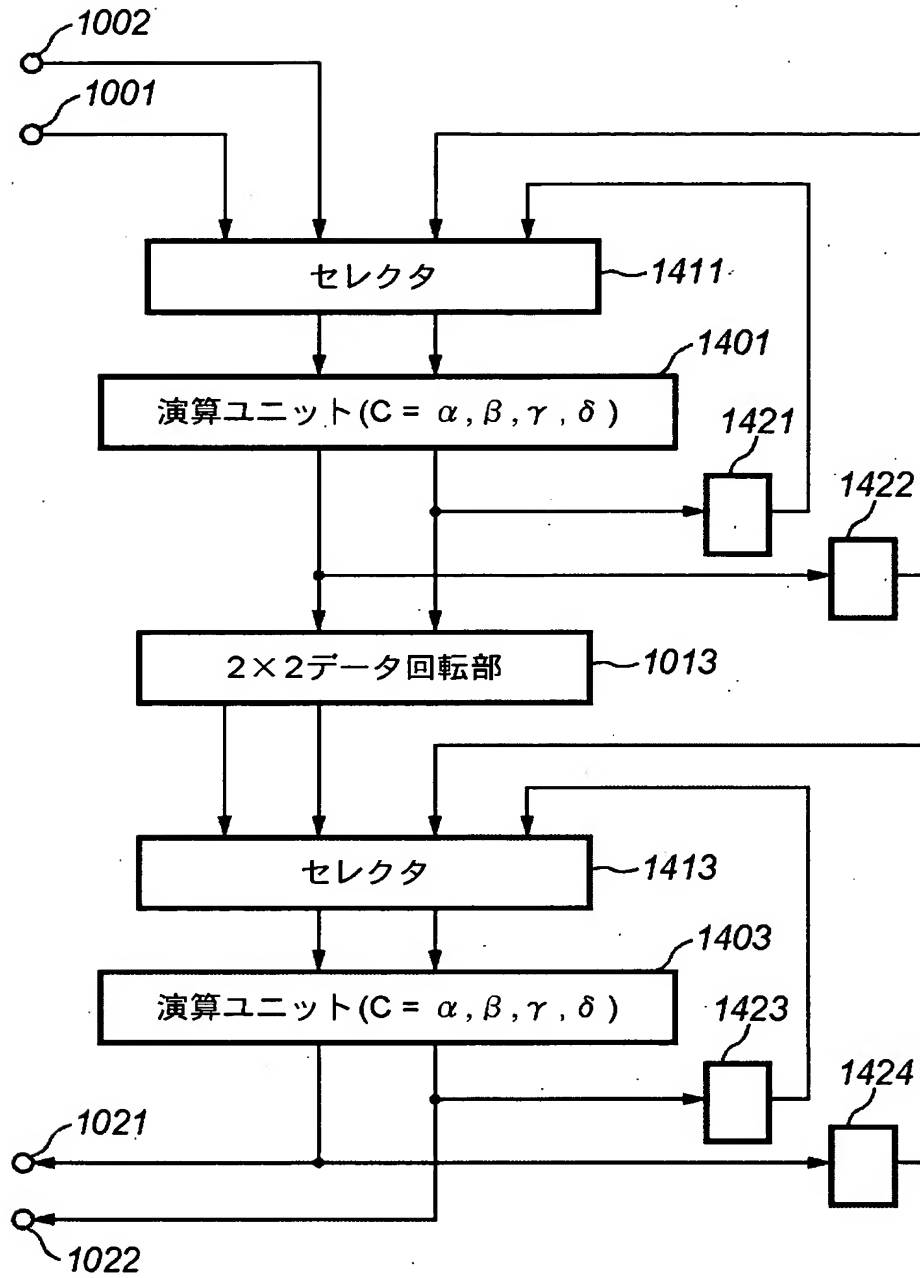 1002
1001
セレクタ
1411
1401
演算ユニット(C = α, β, γ, δ)
1421
1422
2×2データ回転部
1013
セレクタ
1413
1403
演算ユニット(C = α, β, γ, δ)
1423
1424
1021
1022